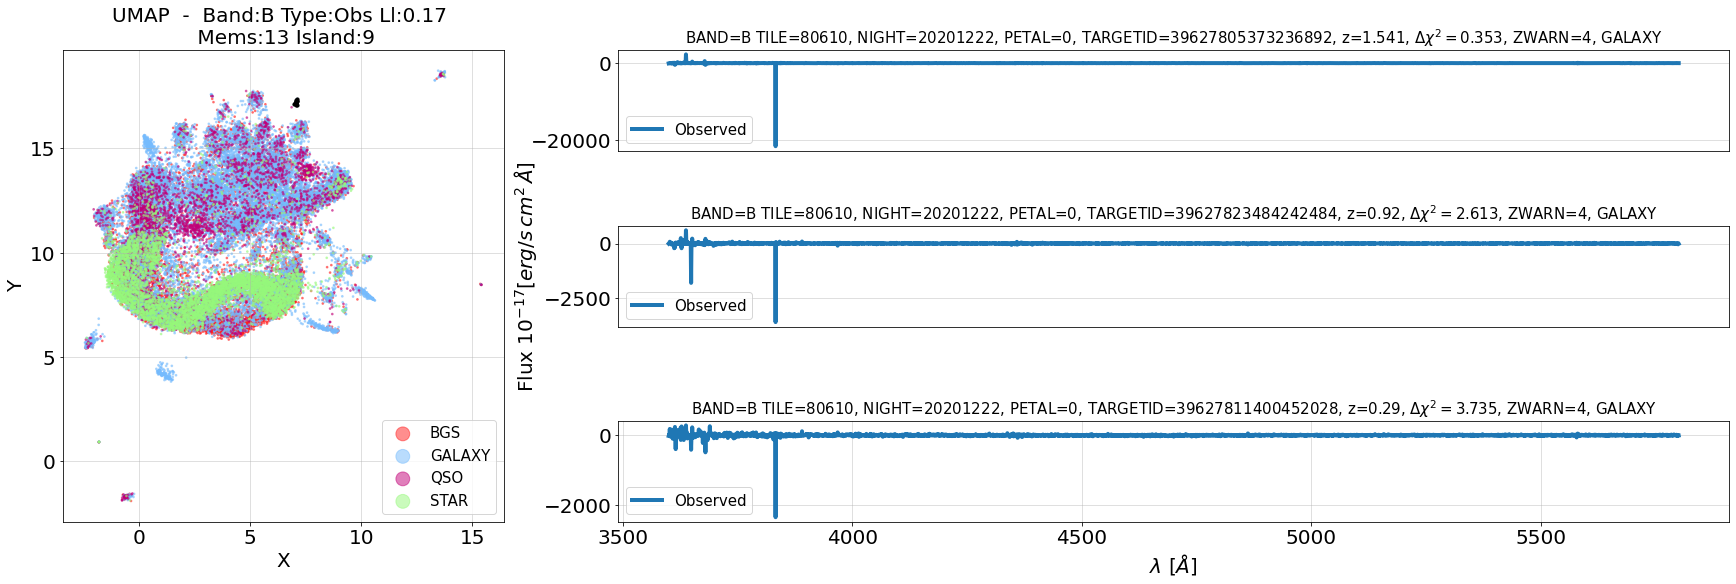 UMAP  -  Band:B Type:Obs Ll:0.17
Mems:13 Island:9
Y
15
10
5
0
0
5
10
15
X
BGS
GALAXY
QSO
STAR
Flux 10⁻¹⁷[erg/s cm² Å]
BAND=B TILE=80610, NIGHT=20201222, PETAL=0, TARGETID=39627805373236892, z=1.541, Δχ² = 0.353, ZWARN=4, GALAXY
0
−20000
Observed
BAND=B TILE=80610, NIGHT=20201222, PETAL=0, TARGETID=39627823484242484, z=0.92, Δχ² = 2.613, ZWARN=4, GALAXY
0
−2500
Observed
BAND=B TILE=80610, NIGHT=20201222, PETAL=0, TARGETID=39627811400452028, z=0.29, Δχ² = 3.735, ZWARN=4, GALAXY
0
−2000
Observed
3500
4000
4500
5000
5500
λ [Å]